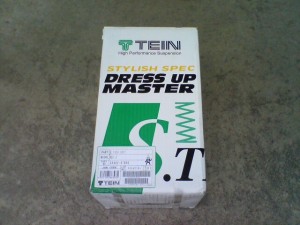 TEIN
High Performance Suspension
STYLISH SPEC
DRESS UP
MASTER
S.T
TEIN